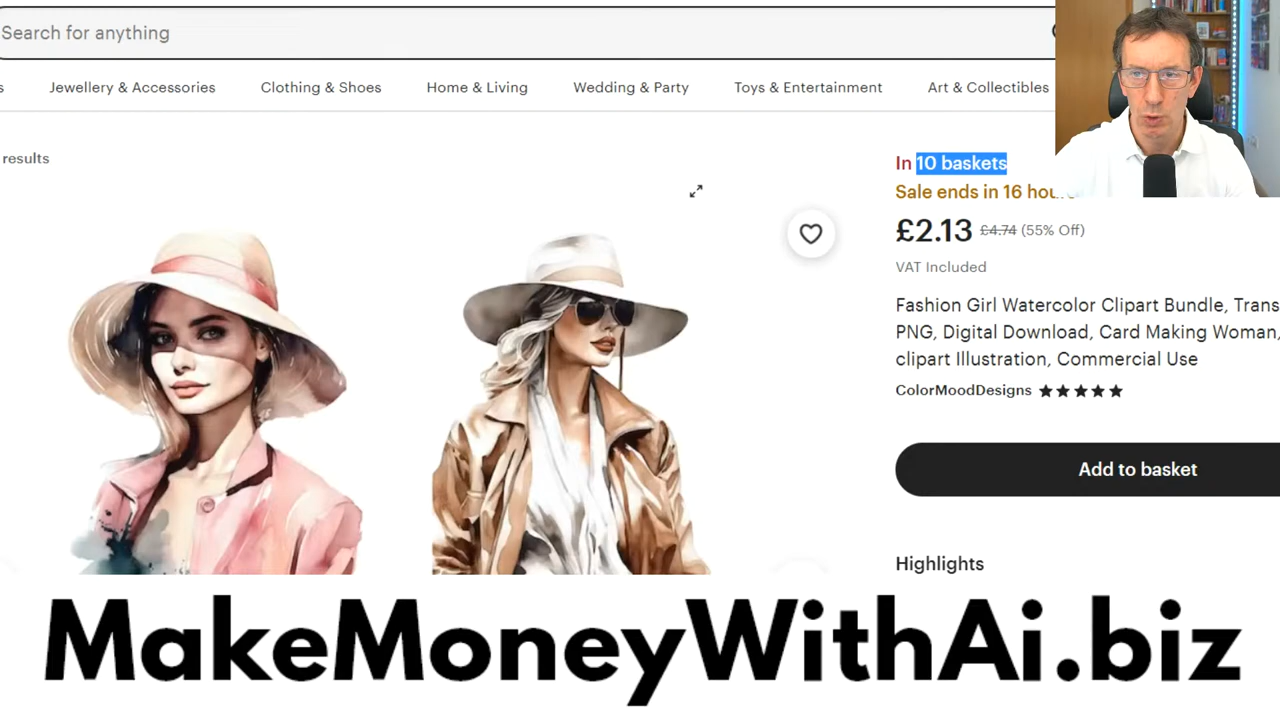 Search for anything
s Jewellery & Accessories Clothing & Shoes Home & Living Wedding & Party Toys & Entertainment Art & Collectibles
results
In 10 baskets
Sale ends in 16 hou
£2.13 £4.74 (55% Off)
VAT Included
Fashion Girl Watercolor Clipart Bundle, Trans
PNG, Digital Download, Card Making Woman,
clipart Illustration, Commercial Use
ColorMoodDesigns ★★★★★
Add to basket
Highlights
MakeMoneyWithAi.biz